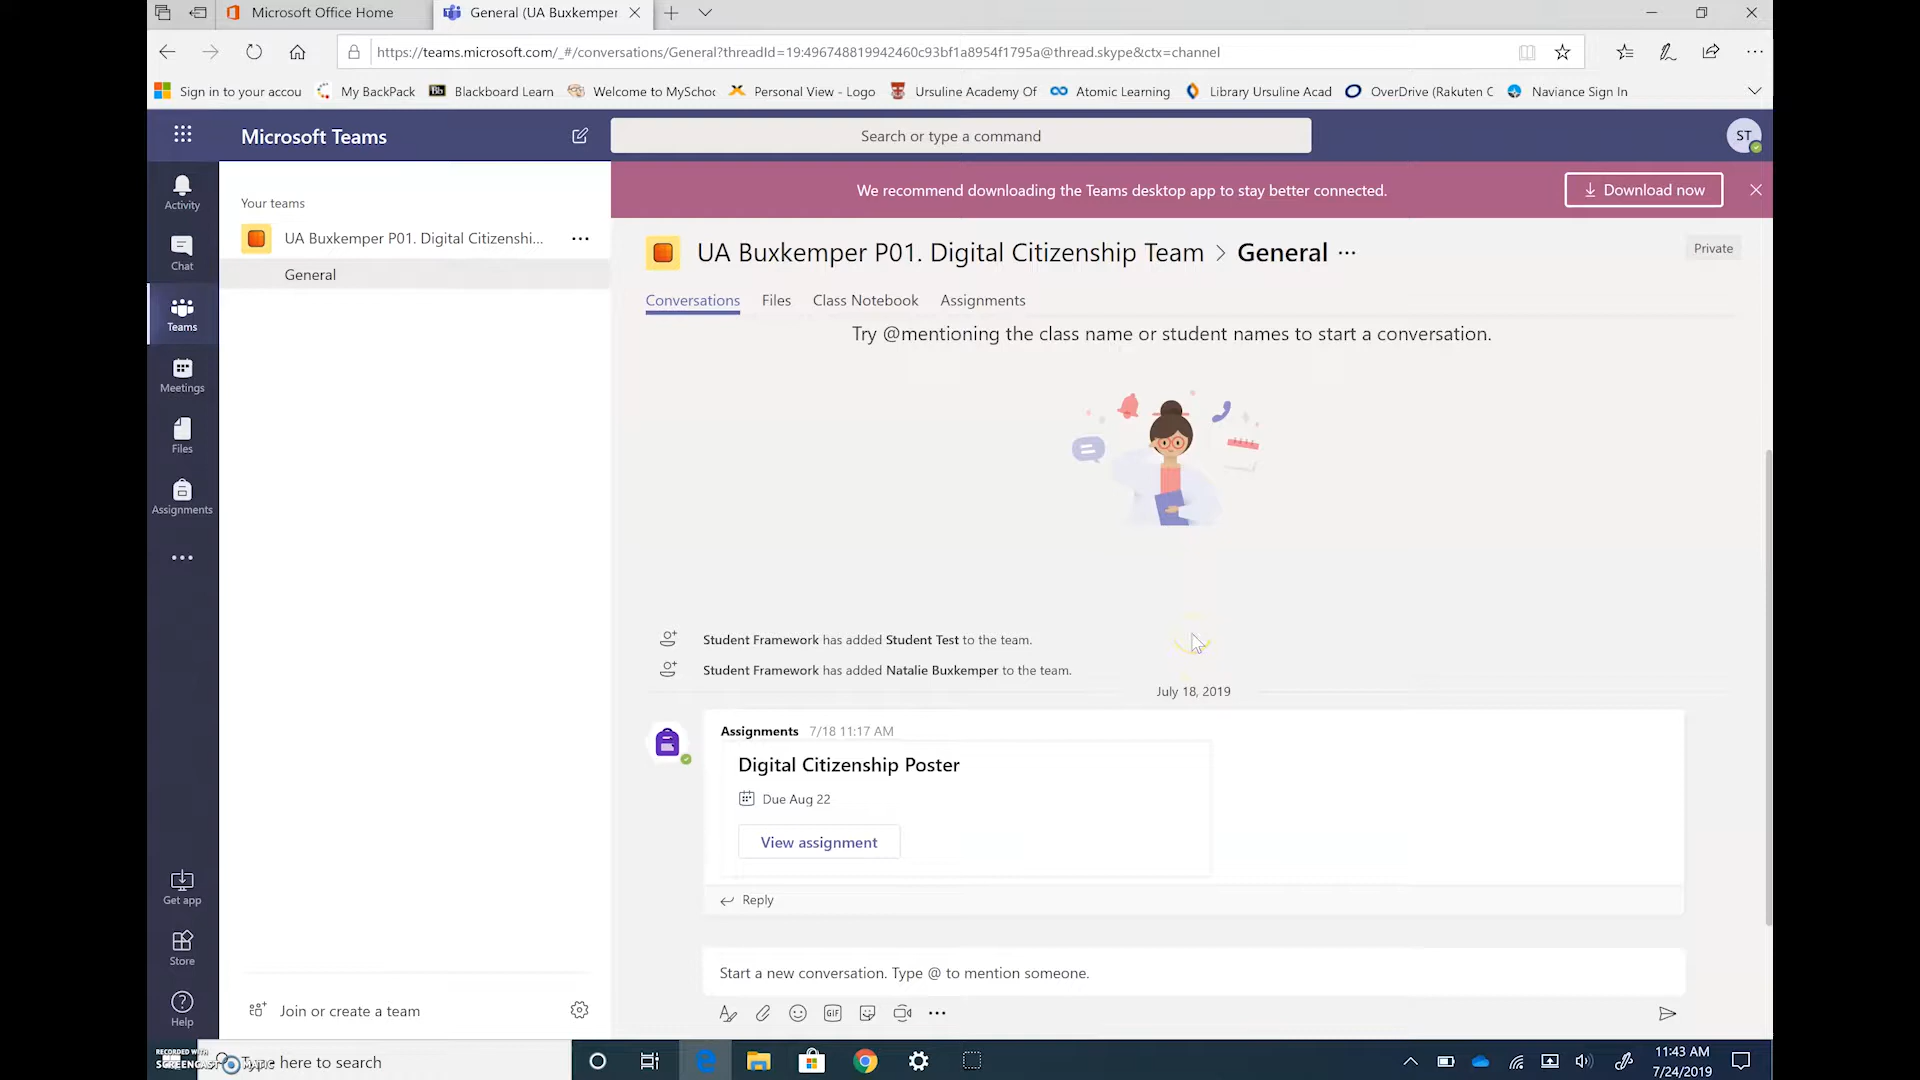 Microsoft Office Home
General (UA Buxkemper
https://teams.microsoft.com/_#/conversations/General?threadId=19:496748819942460c93bf1a8954f1795a@thread.skype&ctx=channel
Sign in to your accou
My BackPack
Bb
Blackboard Learn
Welcome to MySchoc
Personal View - Logo
Ursuline Academy Of
Atomic Learning
Library Ursuline Acad
OverDrive (Rakuten C
Naviance Sign In
Microsoft Teams
Search or type a command
ST
Activity
Chat
Teams
Meetings
Files
Assignments
Get app
Store
Help
Your teams
UA Buxkemper P01. Digital Citizenshi...
General
Join or create a team
We recommend downloading the Teams desktop app to stay better connected.
Download now
UA Buxkemper P01. Digital Citizenship Team > General
Private
Conversations
Files
Class Notebook
Assignments
Try @mentioning the class name or student names to start a conversation.
Student Framework has added Student Test to the team.
Student Framework has added Natalie Buxkemper to the team.
July 18, 2019
Assignments 7/18 11:17 AM
Digital Citizenship Poster
Due Aug 22
View assignment
Reply
Start a new conversation. Type @ to mention someone.
GIF
RECORDED WITH
SCREENCAST MATIC
here to search
11:43 AM
7/24/2019